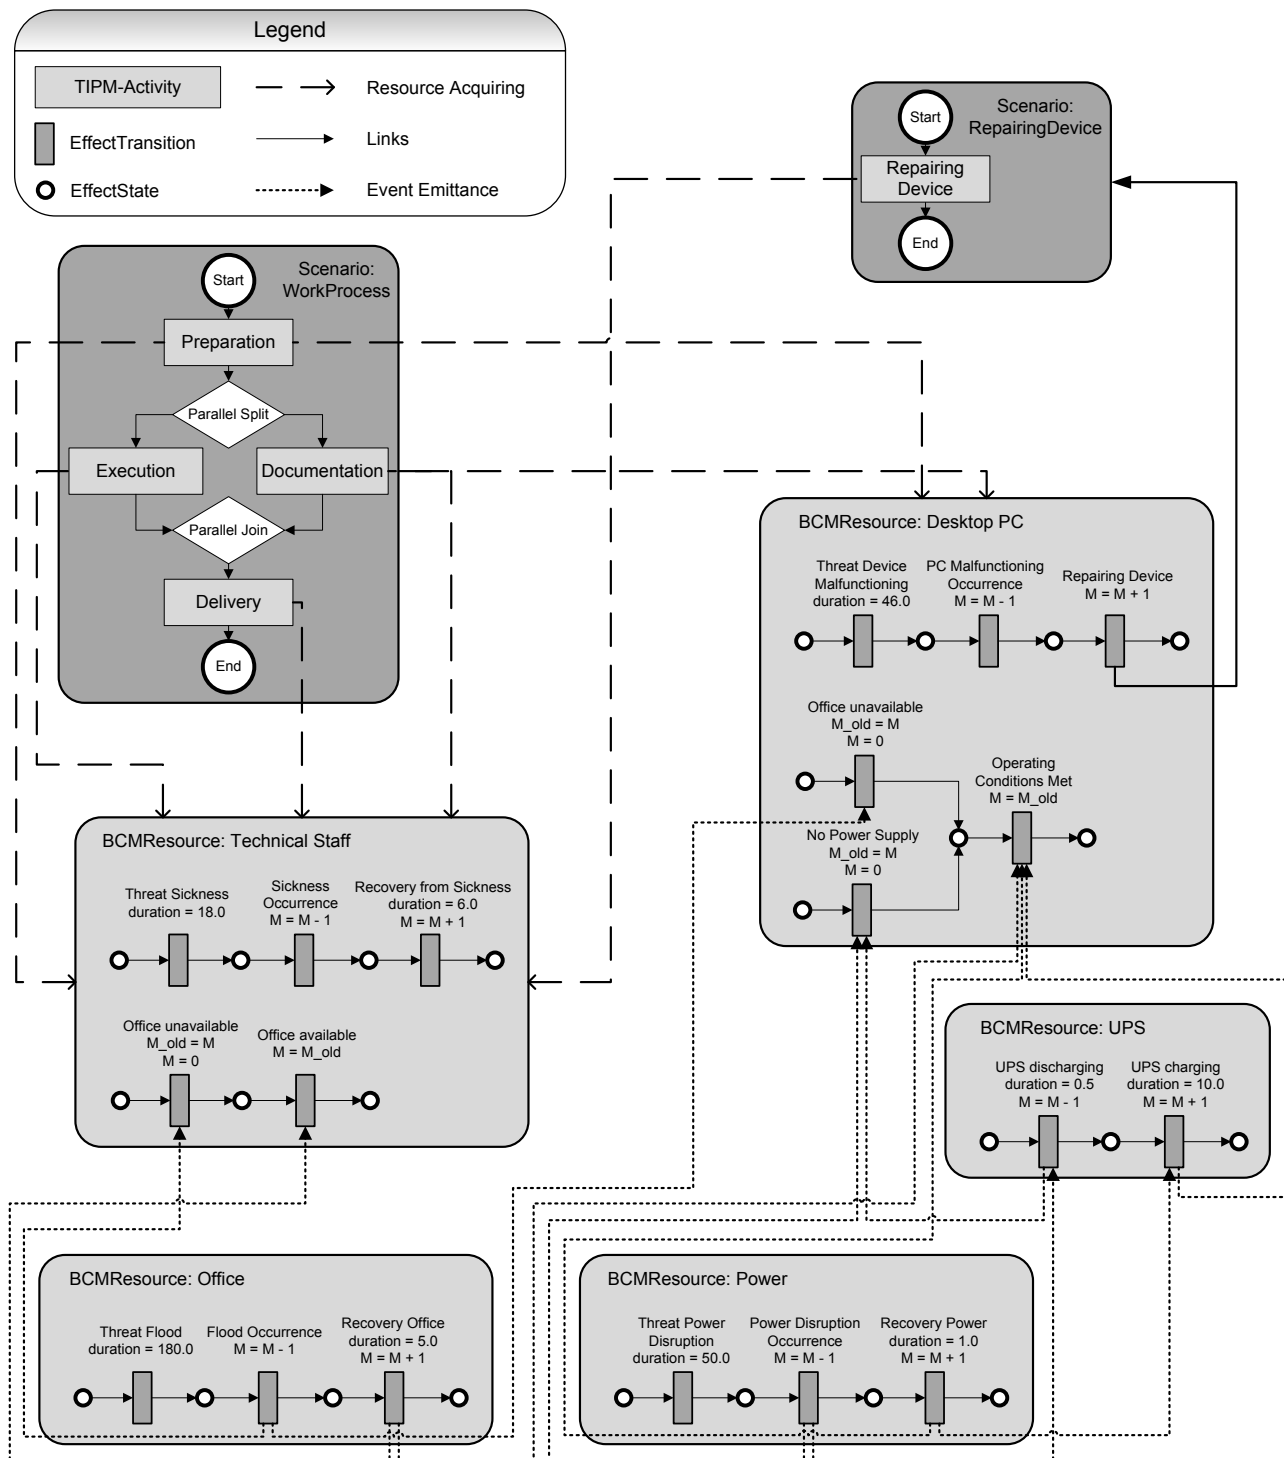 Legend
TIPM-Activity
Resource Acquiring
EffectTransition
Links
EffectState
Event Emittance
Start
Scenario:
RepairingDevice
Repairing
Device
End
Start
Scenario:
WorkProcess
Preparation
Parallel Split
Execution
Documentation
Parallel Join
Delivery
End
BCMResource: Desktop PC
Threat Device
Malfunctioning
duration = 46.0
PC Malfunctioning
Occurrence
M = M - 1
Repairing Device
M = M + 1
Office unavailable
M_old = M
M = 0
Operating
Conditions Met
M = M_old
No Power Supply
M_old = M
M = 0
BCMResource: Technical Staff
Threat Sickness
duration = 18.0
Sickness
Occurrence
M = M - 1
Recovery from Sickness
duration = 6.0
M = M + 1
Office unavailable
M_old = M
M = 0
Office available
M = M_old
BCMResource: UPS
UPS discharging
duration = 0.5
M = M - 1
UPS charging
duration = 10.0
M = M + 1
BCMResource: Office
Threat Flood
duration = 180.0
Flood Occurrence
M = M - 1
Recovery Office
duration = 5.0
M = M + 1
BCMResource: Power
Threat Power
Disruption
duration = 50.0
Power Disruption
Occurrence
M = M - 1
Recovery Power
duration = 1.0
M = M + 1